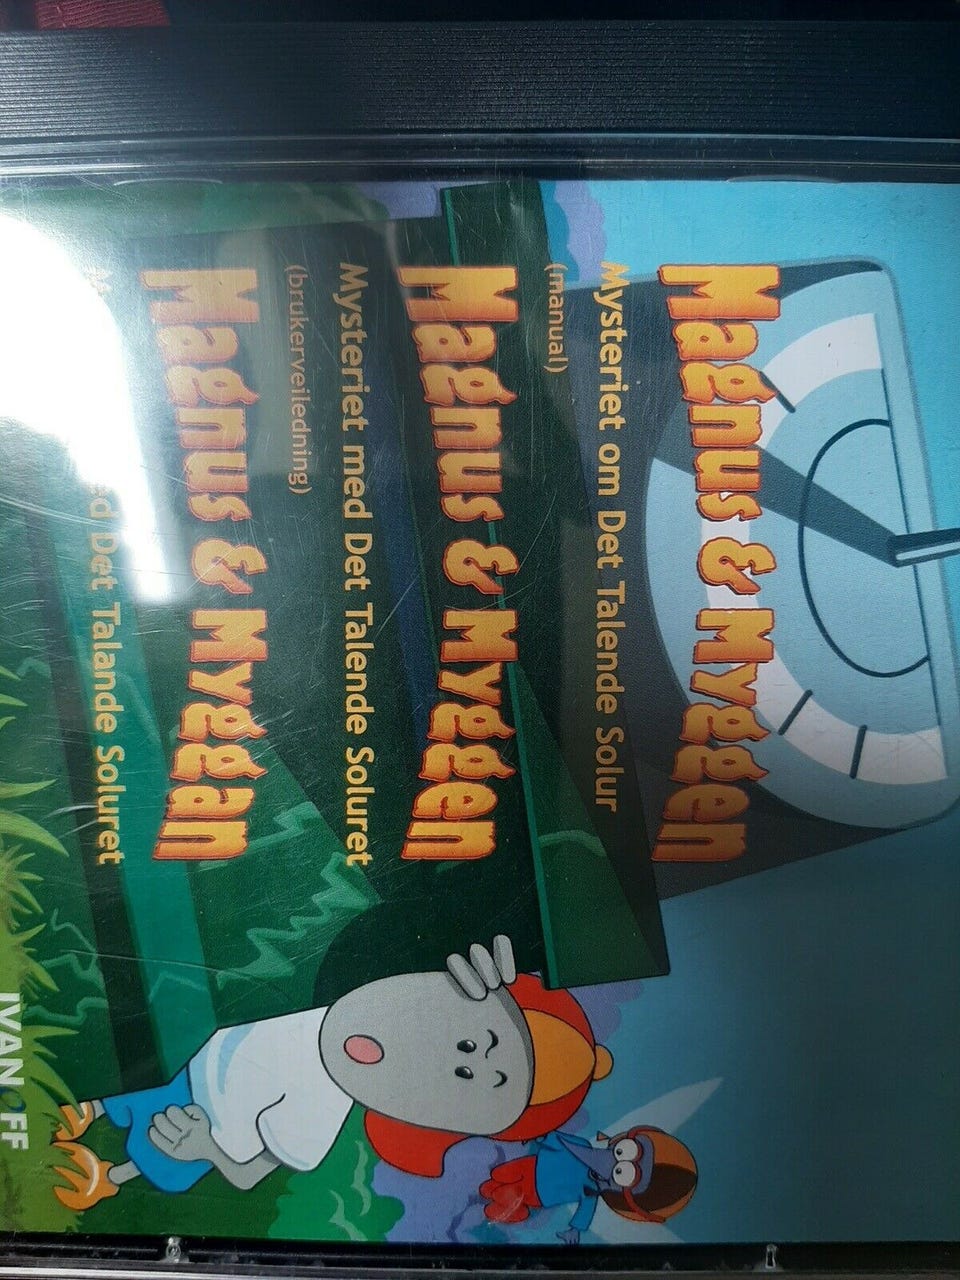 Magnus & Myggen
Mysteriet om Det Talende Solur
(manual)
Magnus & Myggen
Mysteriet med Det Talende Soluret
(brukerveiledning)
Magnus & Myggan
Det Talande Soluret
IVANOFF